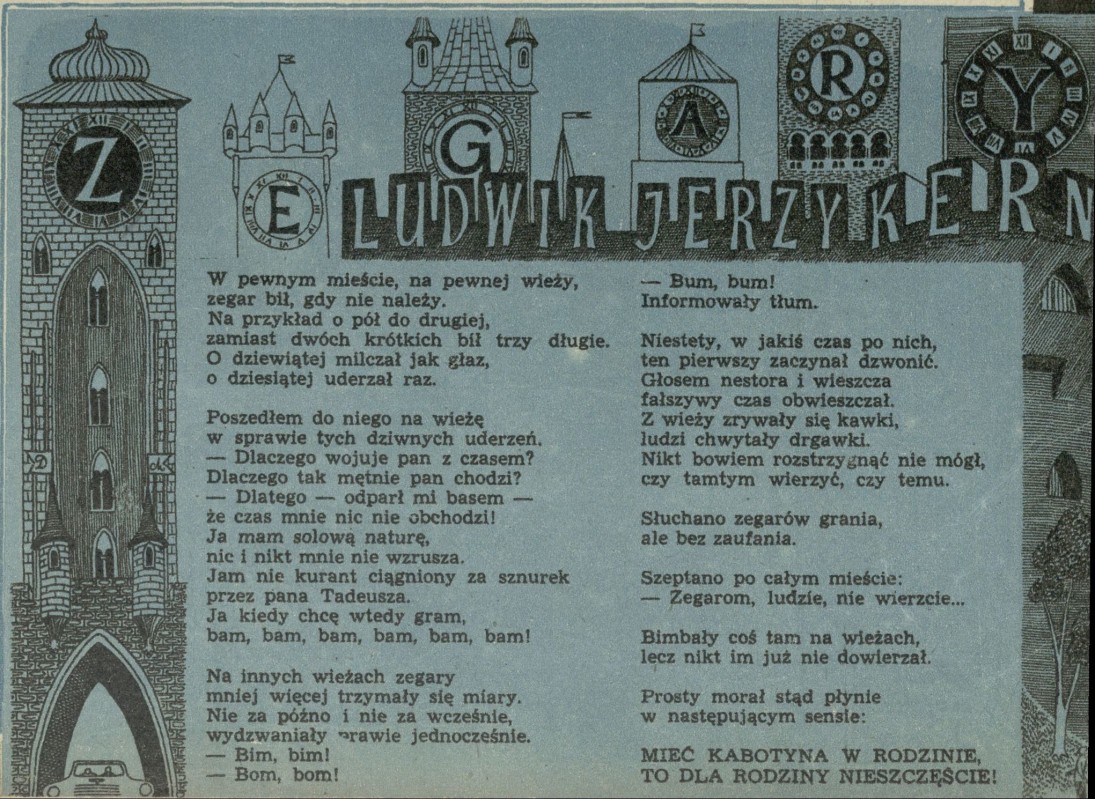 ZEGARY
LUDWIK JERZY KERN
W pewnym mieście, na pewnej wieży,
zegar bił, gdy nie należy.
Na przykład o pół do drugiej,
zamiast dwóch krótkich bił trzy długie.
O dziewiątej milczał jak głaz,
o dziesiątej uderzał raz.

Poszedłem do niego na wieżę
w sprawie tych dziwnych uderzeń.
— Dlaczego wojuje pan z czasem?
Dlaczego tak mętnie pan chodzi?
— Dlatego — odparł mi basem —
że czas mnie nic nie obchodzi!
Ja mam solową naturę,
nic i nikt mnie nie wzrusza.
Jam nie kurant ciągniony za sznurek
przez pana Tadeusza.
Ja kiedy chcę wtedy gram,
bam, bam, bam, bam, bam, bam!

Na innych wieżach zegary
mniej więcej trzymały się miary.
Nie za późno i nie za wcześnie,
wydzwaniały prawie jednocześnie.
— Bim, bim!
— Bom, bom!
— Bum, bum!
Informowały tłum.

Niestety, w jakiś czas po nich,
ten pierwszy zaczynał dzwonić.
Głosem nestora i wieszcza
fałszywy czas obwieszczał.
Z wieży zrywały się kawki,
ludzi chwytały drgawki.
Nikt bowiem rozstrzygnąć nie mógł,
czy tamtym wierzyć, czy temu.

Słuchano zegarów grania,
ale bez zaufania.

Szeptano po całym mieście:
— Zegarom, ludzie, nie wierzcie...

Bimbały coś tam na wieżach,
lecz nikt im już nie dowierzał.

Prosty morał stąd płynie
w następującym sensie:

MIEĆ KABOTYNA W RODZINIE,
TO DLA RODZINY NIESZCZĘŚCIE!